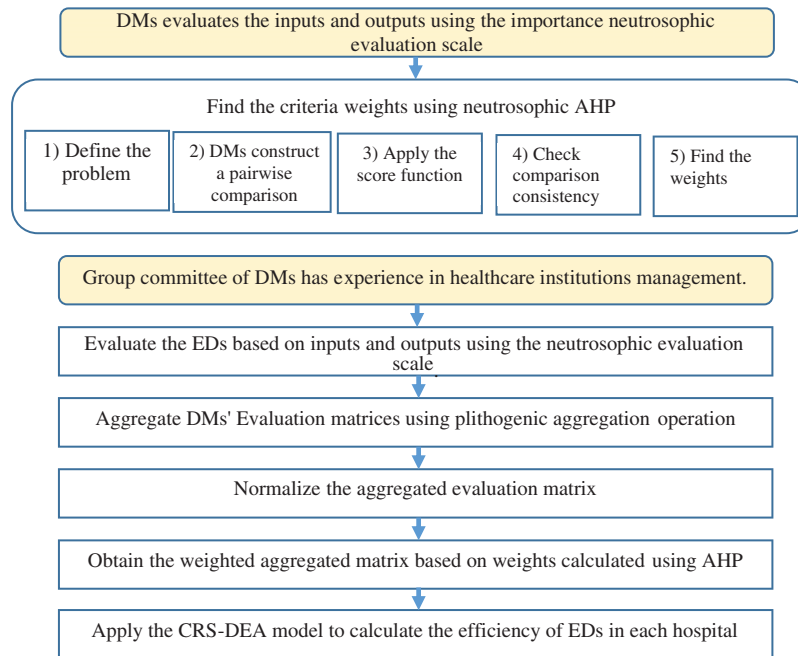 DMs evaluates the inputs and outputs using the importance neutrosophic
evaluation scale
Find the criteria weights using neutrosophic AHP
1) Define the
problem
2) DMs construct
a pairwise
comparison
3) Apply the
score function
4) Check
comparison
consistency
5) Find the
weights
Group committee of DMs has experience in healthcare institutions management.
Evaluate the EDs based on inputs and outputs using the neutrosophic evaluation
scale
Aggregate DMs' Evaluation matrices using plithogenic aggregation operation
Normalize the aggregated evaluation matrix
Obtain the weighted aggregated matrix based on weights calculated using AHP
Apply the CRS-DEA model to calculate the efficiency of EDs in each hospital